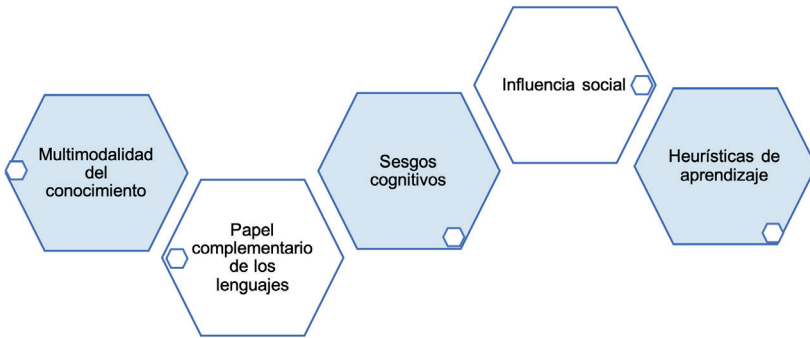 Multimodalidad
del
conocimiento
Papel
complementario
de los
lenguajes
Sesgos
cognitivos
Influencia social
Heurísticas de
aprendizaje